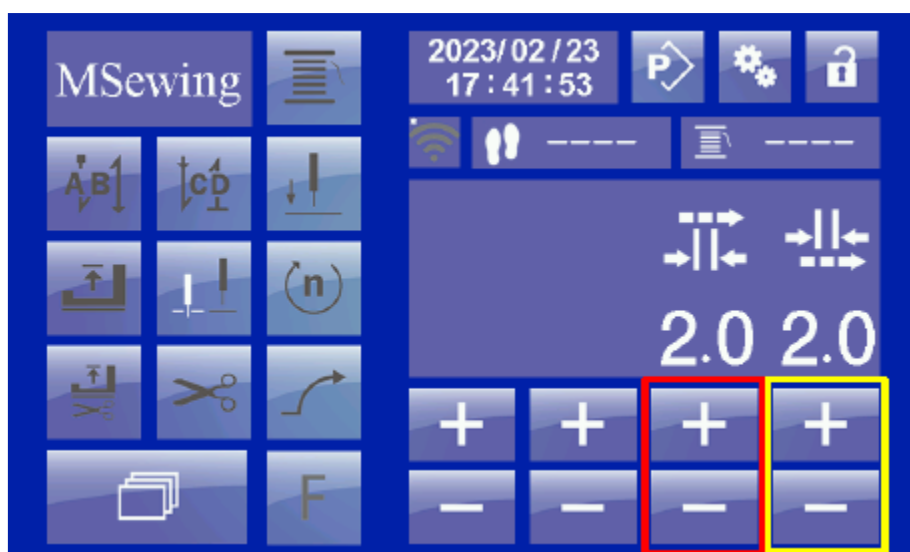 MSewing
2023/02/23
17:41:53
P
----
----
A B
C D
n
2.0 2.0
+ + + +
F
- - - -